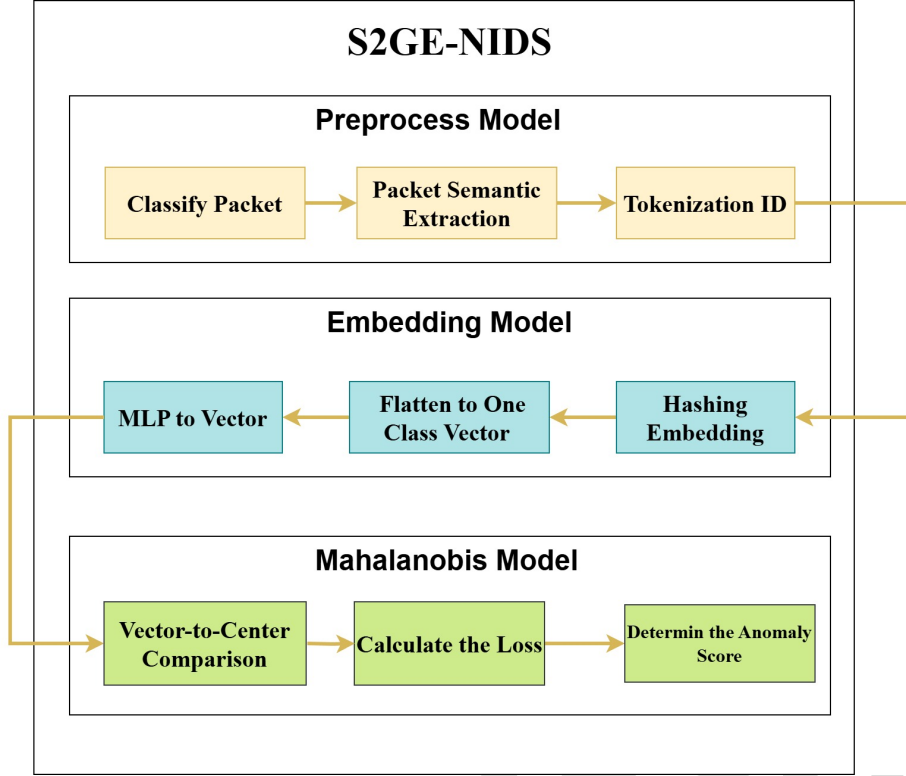 S2GE-NIDS
Preprocess Model
Classify Packet
Packet Semantic
Extraction
Tokenization ID
Embedding Model
MLP to Vector
Flatten to One
Class Vector
Hashing
Embedding
Mahalanobis Model
Vector-to-Center
Comparison
Calculate the Loss
Determin the Anomaly
Score